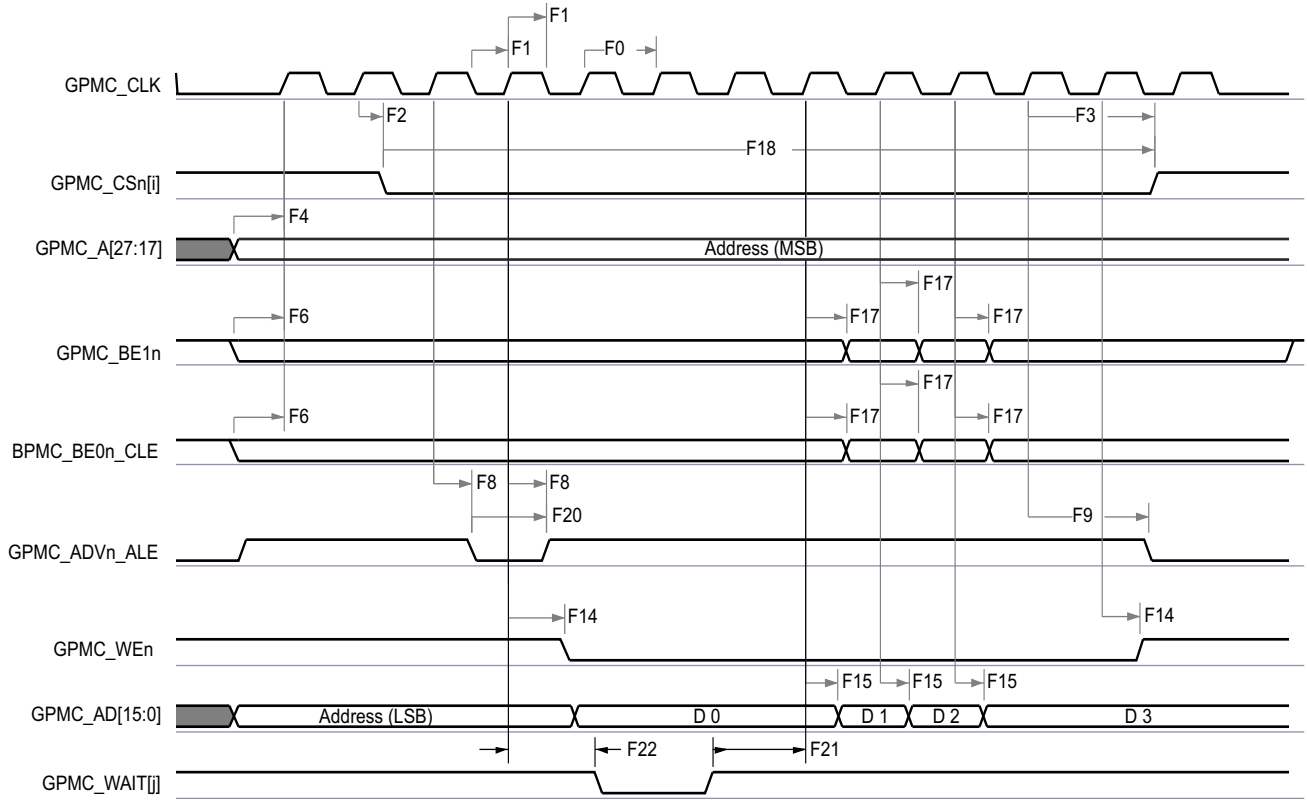 F1
F1
F0
GPMC_CLK
F2
F3
F18
GPMC_CSn[i]
F4
GPMC_A[27:17]
Address (MSB)
F17
F6
F17
F17
GPMC_BE1n
F17
F6
F17
F17
BPMC_BE0n_CLE
F8
F8
F20
F9
GPMC_ADVn_ALE
F14
F14
GPMC_WEn
F15
F15
F15
GPMC_AD[15:0]
Address (LSB)
D 0
D 1
D 2
D 3
F22
F21
GPMC_WAIT[j]